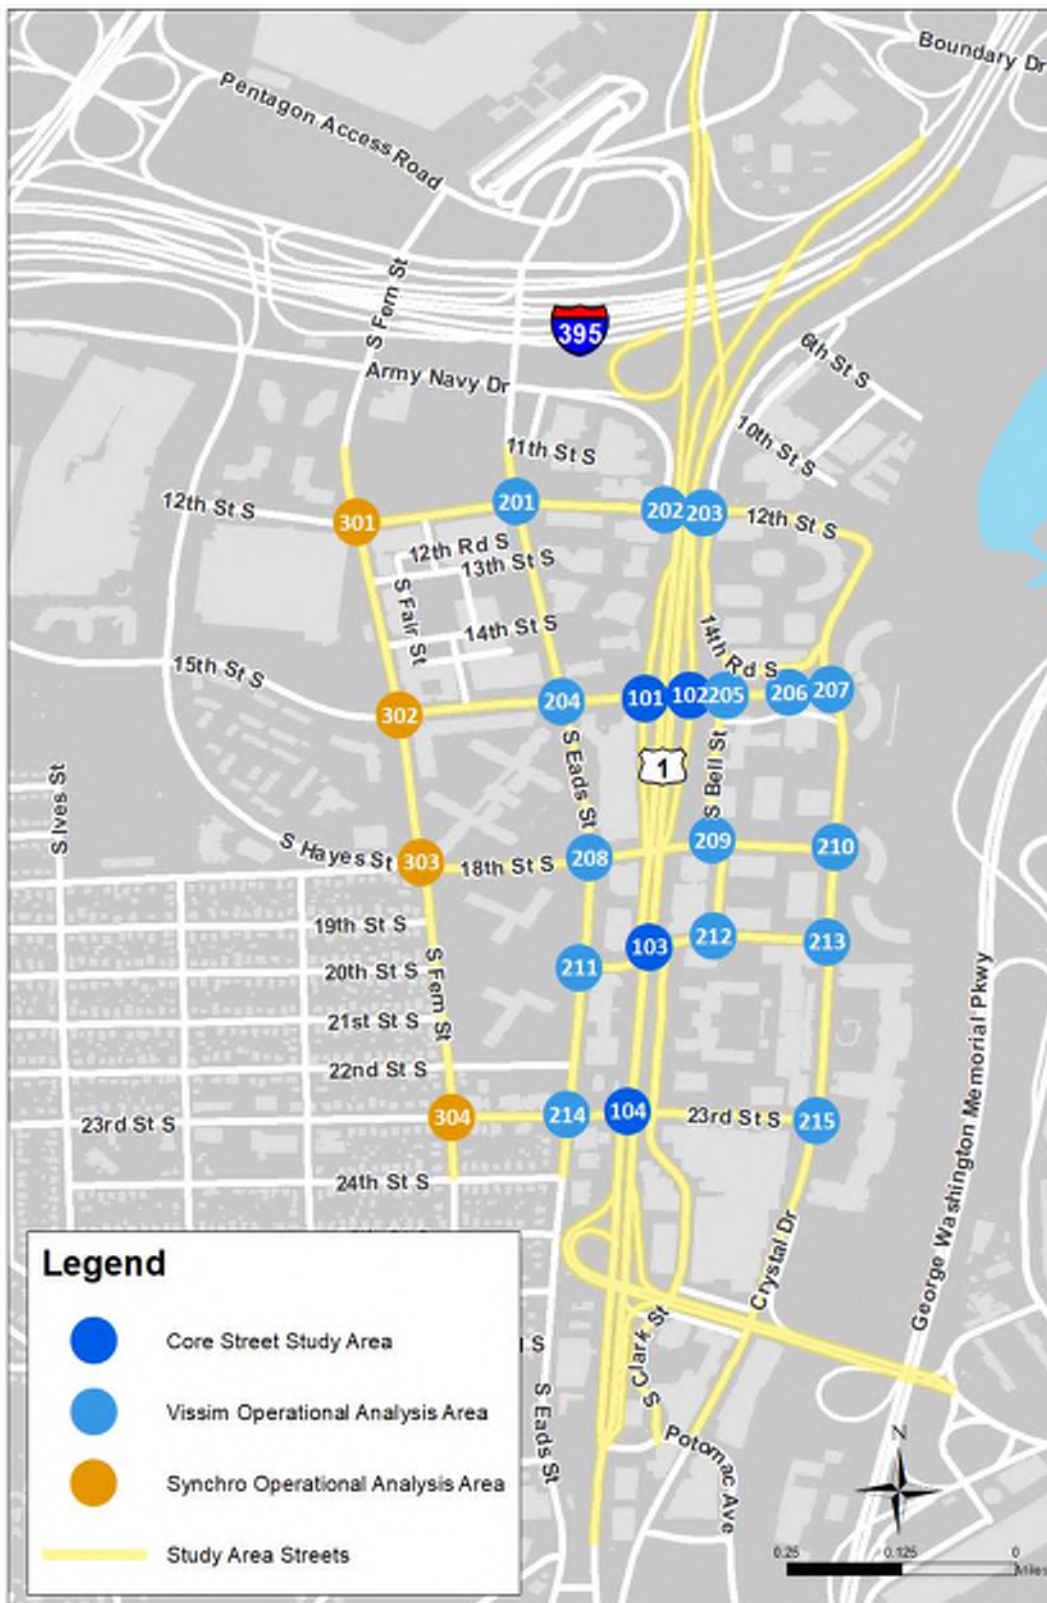 Boundary Dr
Pentagon Access Road
S Fern St
395
6th St S
Army Navy Dr
10th St S
11th St S
12th St S
301
201
202
203
12th St S
12th Rd S
13th St S
S Fair St
14th St S
14th Rd S
15th St S
302
204
101
102
205
206
207
S Eads St
1
S Bell St
S Ives St
S Hayes St
303
18th St S
208
209
210
19th St S
103
212
213
20th St S
211
S Fern St
21st St S
22nd St S
George Washington Memorial Pkwy
23rd St S
304
214
104
23rd St S
215
24th St S
Crystal Dr
Legend
Core Street Study Area
Vissim Operational Analysis Area
Synchro Operational Analysis Area
Study Area Streets
S
S Clark St
S Eads St
Potomac Ave
N
0.25
0.125
0
Miles